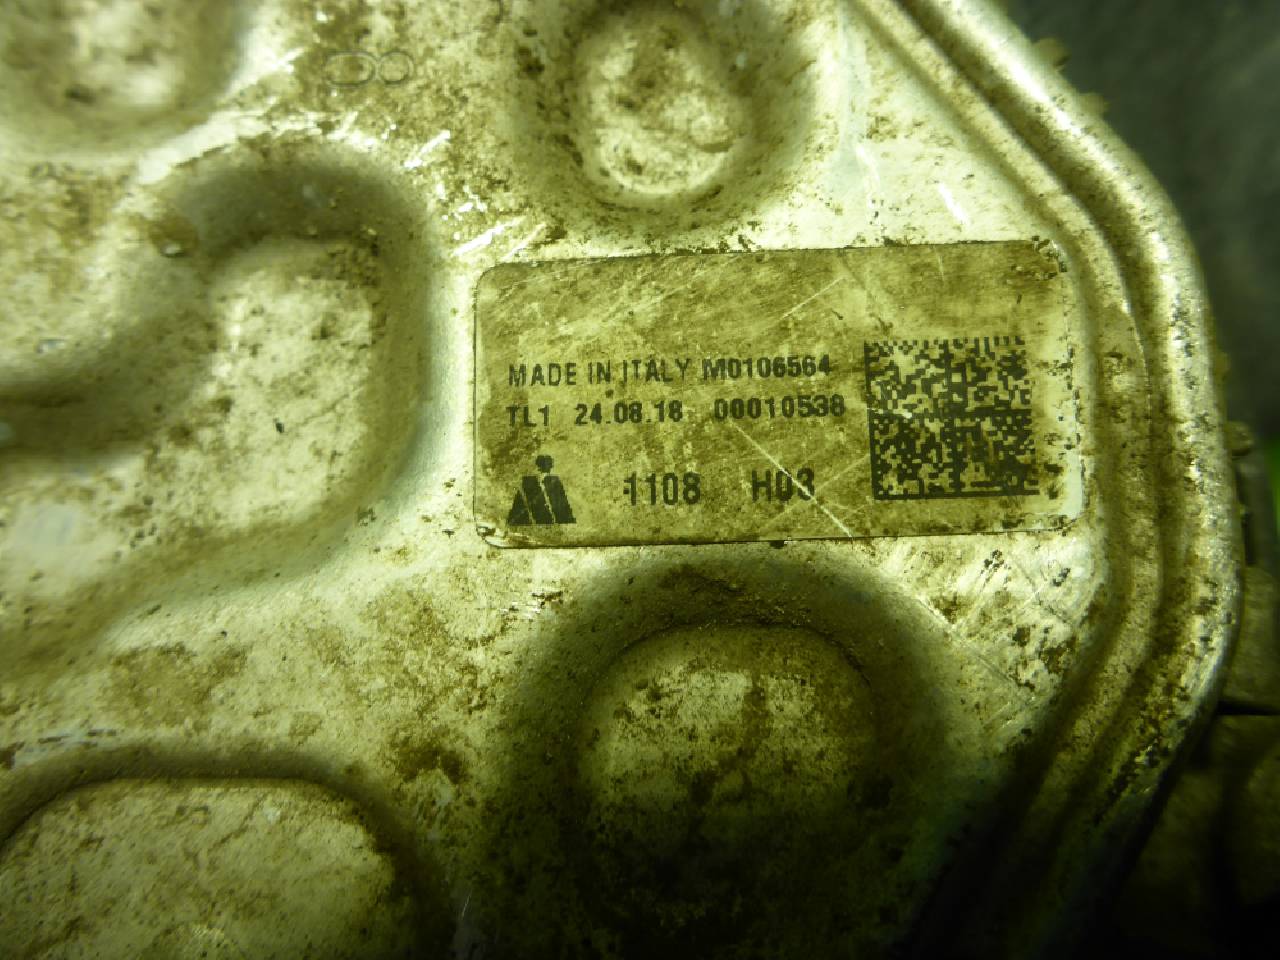 MADE IN ITALY M0106564
TL1 24.08.18 00010538
1108 H03